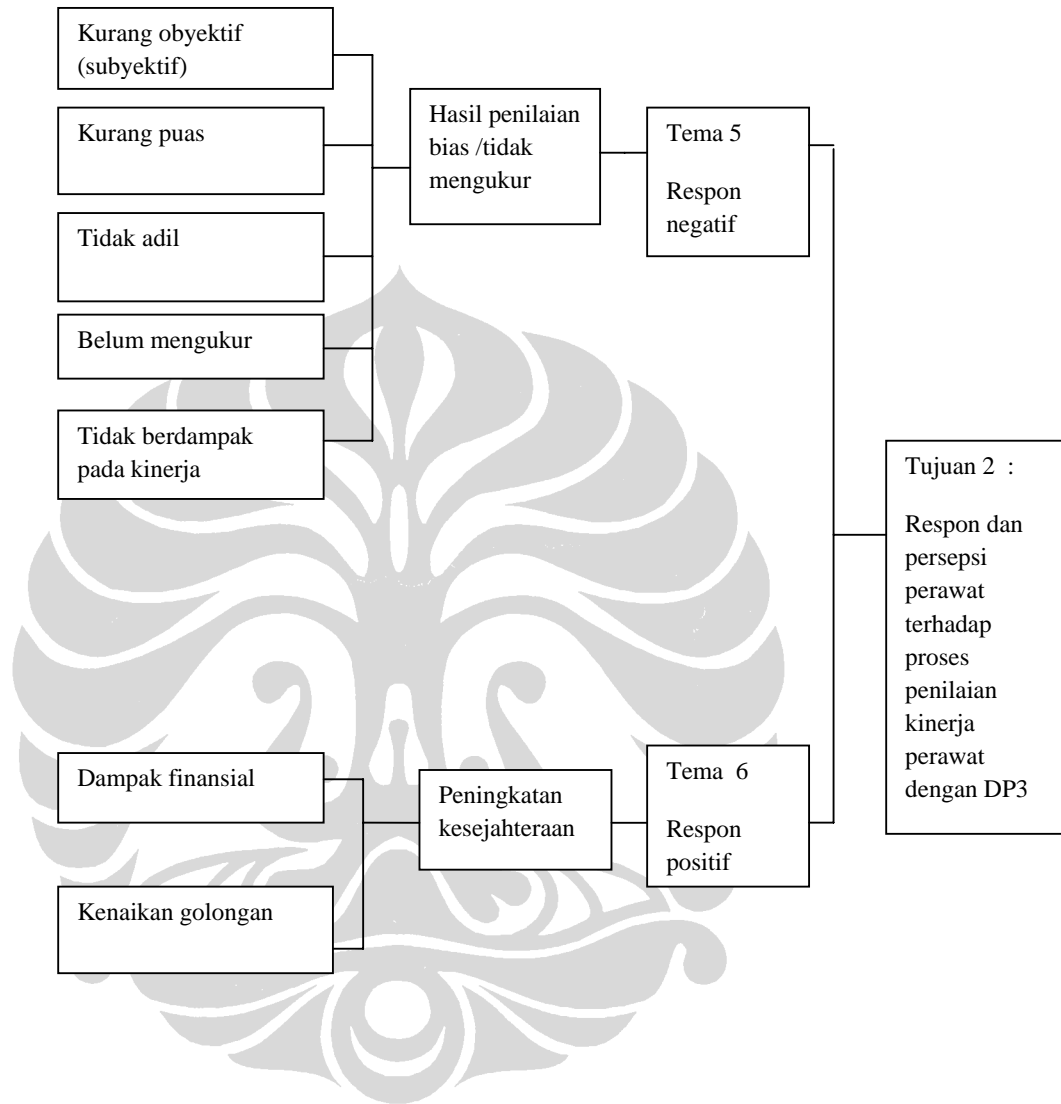 Kurang obyektif
(subyektif)
Kurang puas
Tidak adil
Belum mengukur
Tidak berdampak
pada kinerja
Hasil penilaian
bias /tidak
mengukur
Tema 5
Respon
negatif
Dampak finansial
Kenaikan golongan
Peningkatan
kesejahteraan
Tema 6
Respon
positif
Tujuan 2 :
Respon dan
persepsi
perawat
terhadap
proses
penilaian
kinerja
perawat
dengan DP3